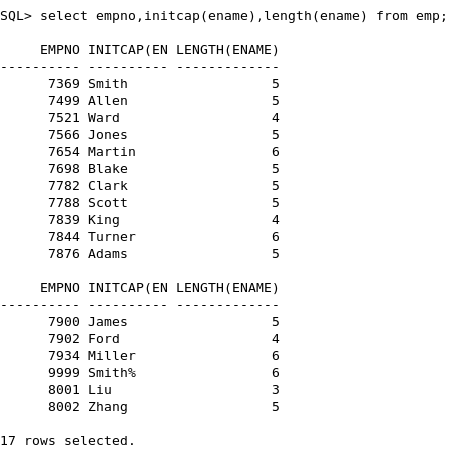 SQL> select empno,initcap(ename),length(ename) from emp;
     EMPNO INITCAP(EN LENGTH(ENAME)
---------- ---------- -------------
      7369 Smith                  5
      7499 Allen                  5
      7521 Ward                   4
      7566 Jones                  5
      7654 Martin                 6
      7698 Blake                  5
      7782 Clark                  5
      7788 Scott                  5
      7839 King                   4
      7844 Turner                 6
      7876 Adams                  5
     EMPNO INITCAP(EN LENGTH(ENAME)
---------- ---------- -------------
      7900 James                  5
      7902 Ford                   4
      7934 Miller                 6
      9999 Smith%                 6
      8001 Liu                    3
      8002 Zhang                  5
17 rows selected.